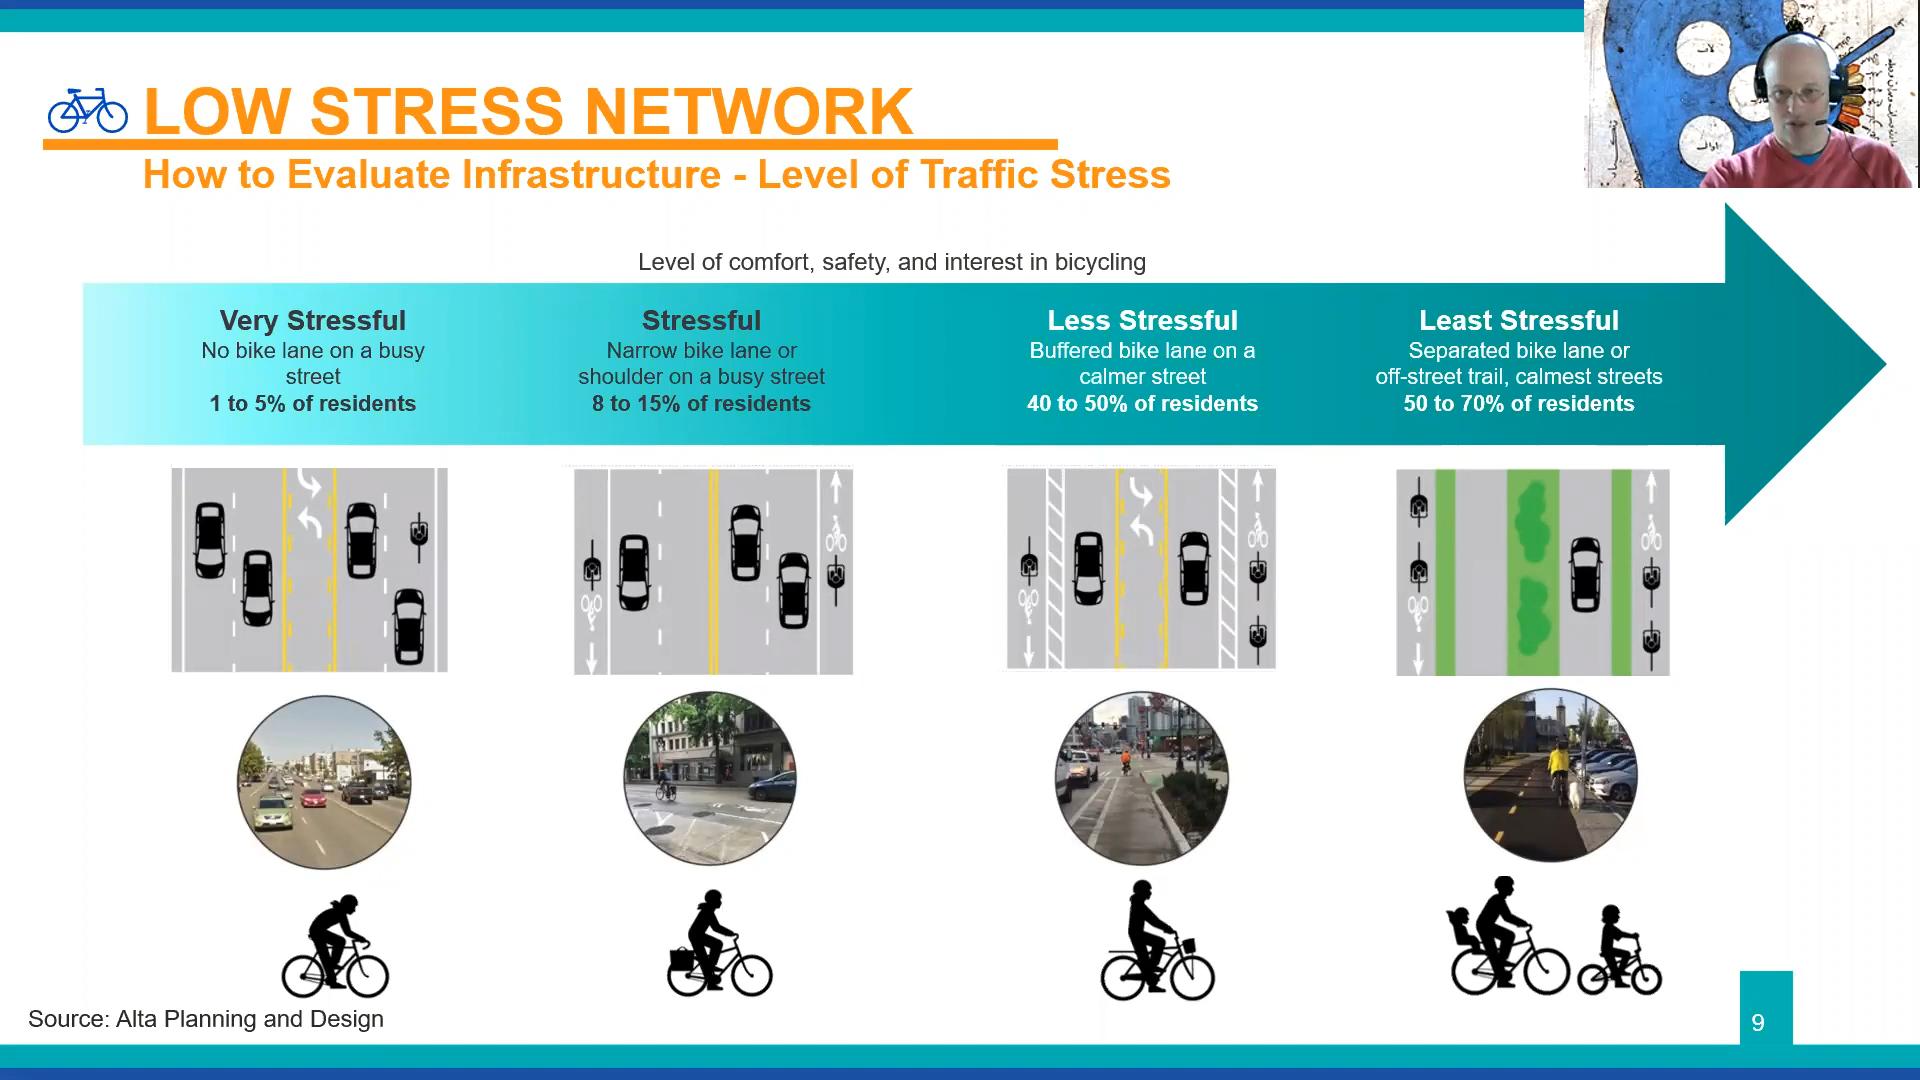 LOW STRESS NETWORK
How to Evaluate Infrastructure - Level of Traffic Stress
Level of comfort, safety, and interest in bicycling
Very Stressful
No bike lane on a busy
street
1 to 5% of residents
Stressful
Narrow bike lane or
shoulder on a busy street
8 to 15% of residents
Less Stressful
Buffered bike lane on a
calmer street
40 to 50% of residents
Least Stressful
Separated bike lane or
off-street trail, calmest streets
50 to 70% of residents
Source: Alta Planning and Design
9